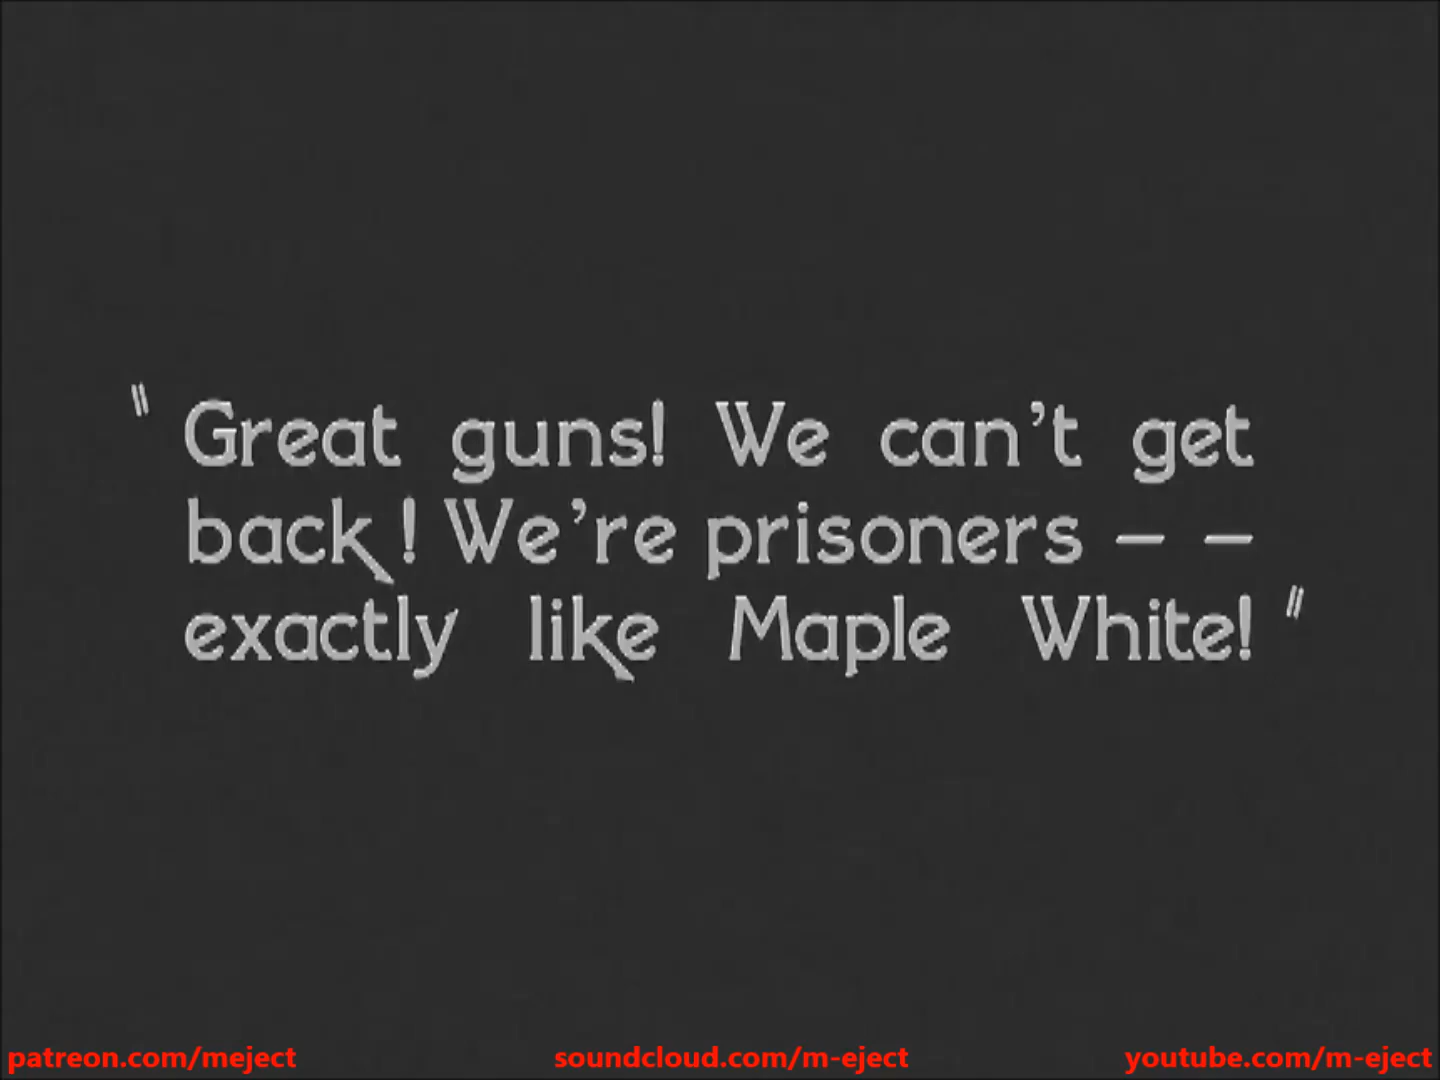 " Great guns! We can't get
back! We're prisoners – –
exactly like Maple White! "
patreon.com/meject soundcloud.com/m-eject youtube.com/m-eject